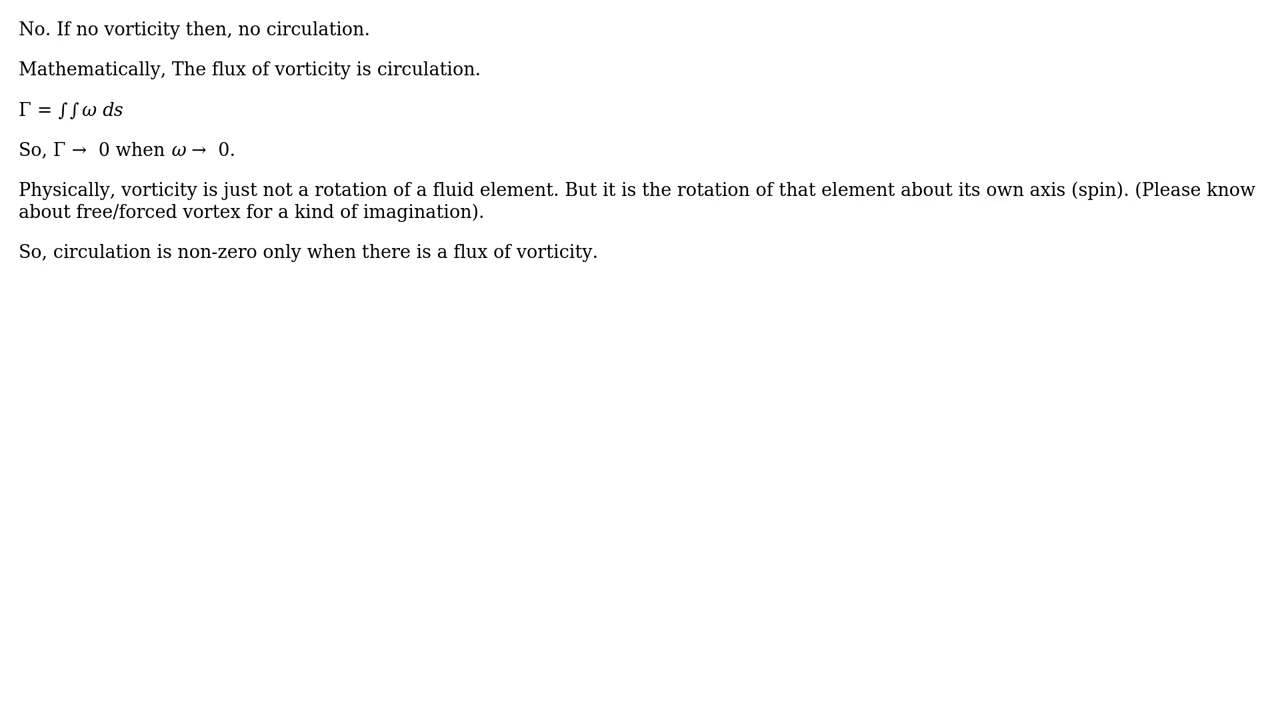 No. If no vorticity then, no circulation.
Mathematically, The flux of vorticity is circulation.
Γ = ∫∫ω ds
So, Γ → 0 when ω → 0.
Physically, vorticity is just not a rotation of a fluid element. But it is the rotation of that element about its own axis (spin). (Please know
about free/forced vortex for a kind of imagination).
So, circulation is non-zero only when there is a flux of vorticity.